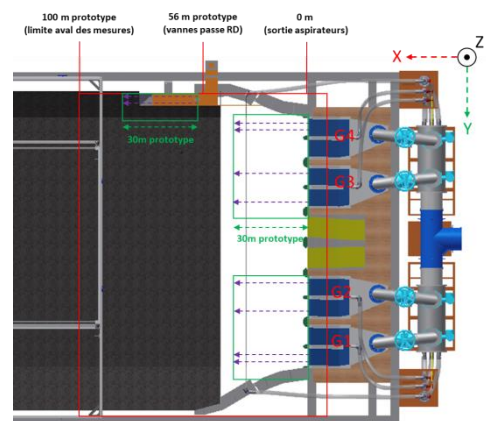 100 m prototype
(limite aval des mesures)
56 m prototype
(vannes passe RD)
0 m
(sortie aspirateurs)
X
Z
Y
30m prototype
G4
G3
30m prototype
G2
G1